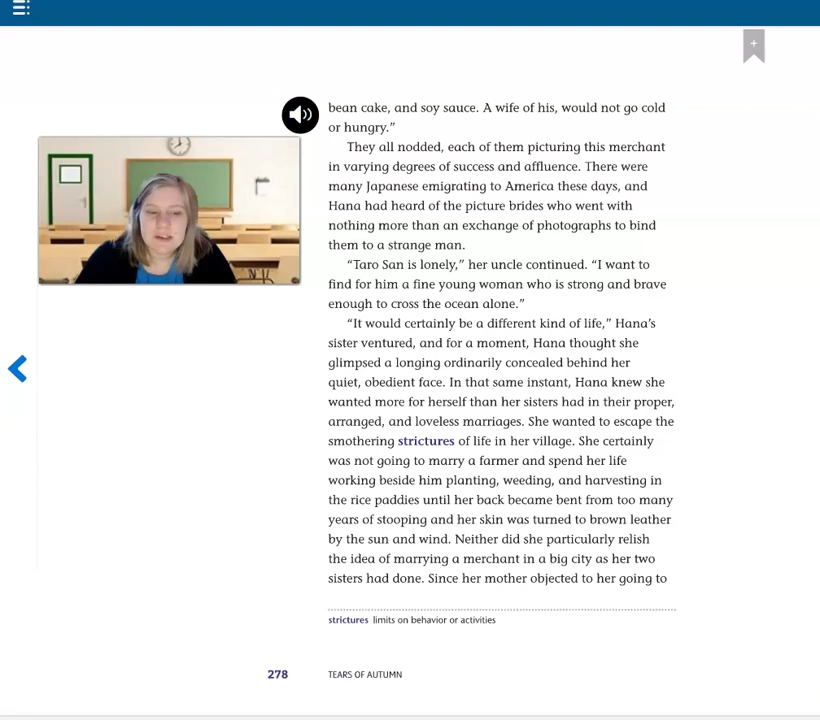 bean cake, and soy sauce. A wife of his, would not go cold
or hungry.”
They all nodded, each of them picturing this merchant
in varying degrees of success and affluence. There were
many Japanese emigrating to America these days, and
Hana had heard of the picture brides who went with
nothing more than an exchange of photographs to bind
them to a strange man.
“Taro San is lonely,” her uncle continued. “I want to
find for him a fine young woman who is strong and brave
enough to cross the ocean alone.”
“It would certainly be a different kind of life,” Hana’s
sister ventured, and for a moment, Hana thought she
glimpsed a longing ordinarily concealed behind her
quiet, obedient face. In that same instant, Hana knew she
wanted more for herself than her sisters had in their proper,
arranged, and loveless marriages. She wanted to escape the
smothering strictures of life in her village. She certainly
was not going to marry a farmer and spend her life
working beside him planting, weeding, and harvesting in
the rice paddies until her back became bent from too many
years of stooping and her skin was turned to brown leather
by the sun and wind. Neither did she particularly relish
the idea of marrying a merchant in a big city as her two
sisters had done. Since her mother objected to her going to
strictures limits on behavior or activities
278 TEARS OF AUTUMN